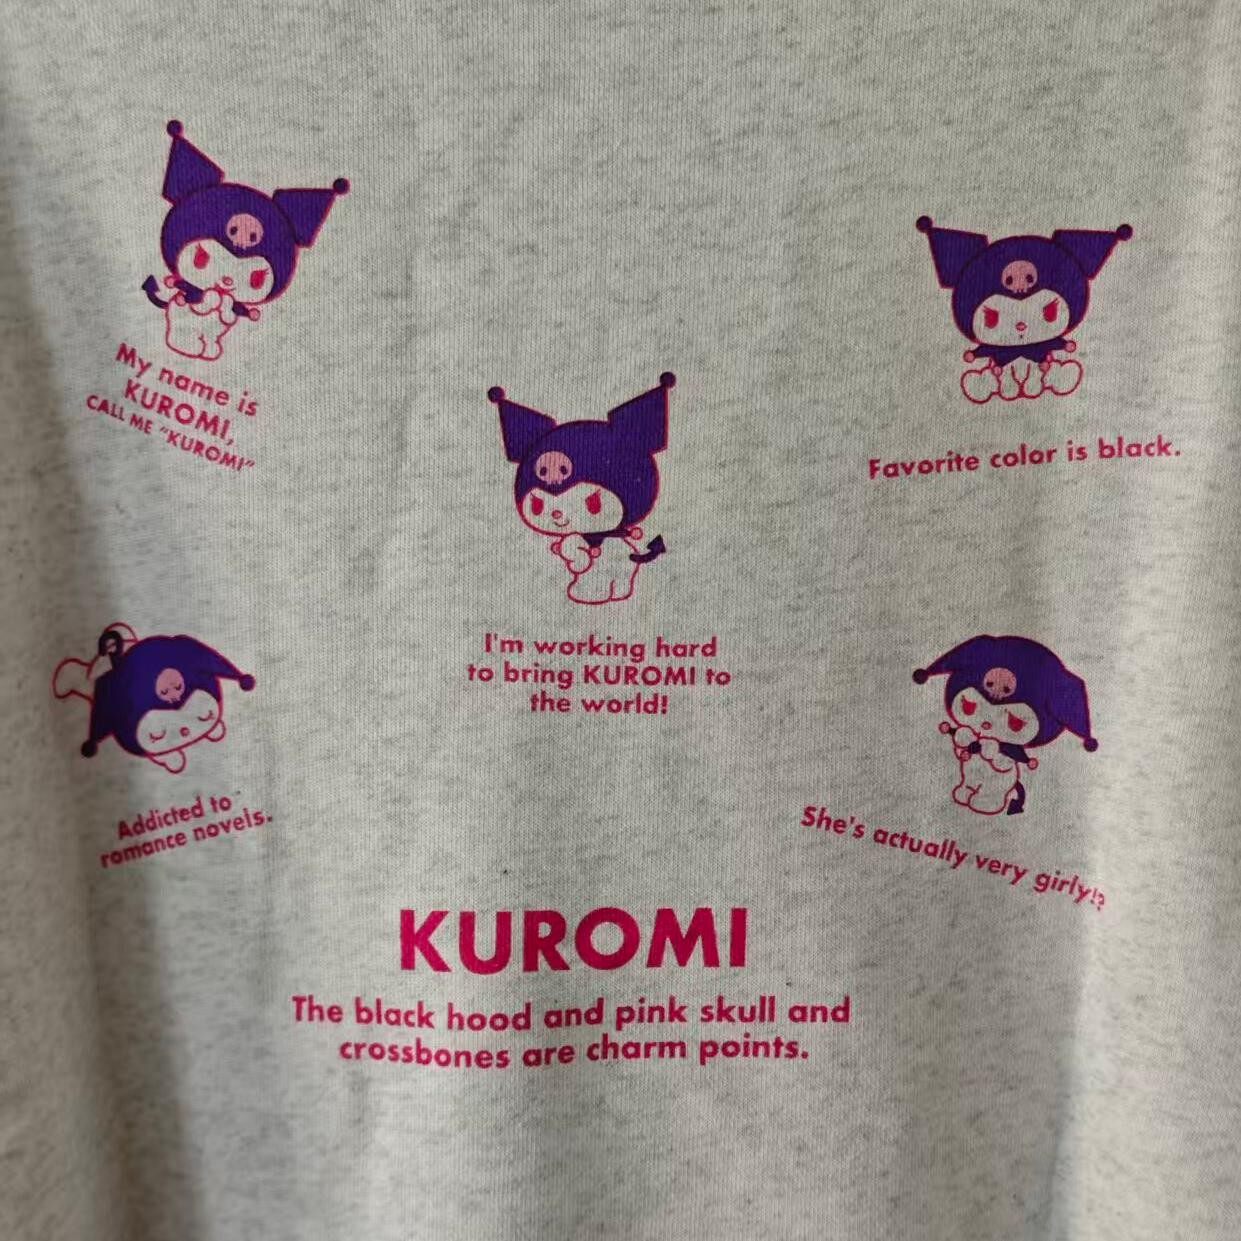 My name is
KUROMI,
CALL ME "KUROMI"
Favorite color is black.
I'm working hard
to bring KUROMI to
the world!
Addicted to
romance novels.
She's actually very girly!?
KUROMI
The black hood and pink skull and
crossbones are charm points.